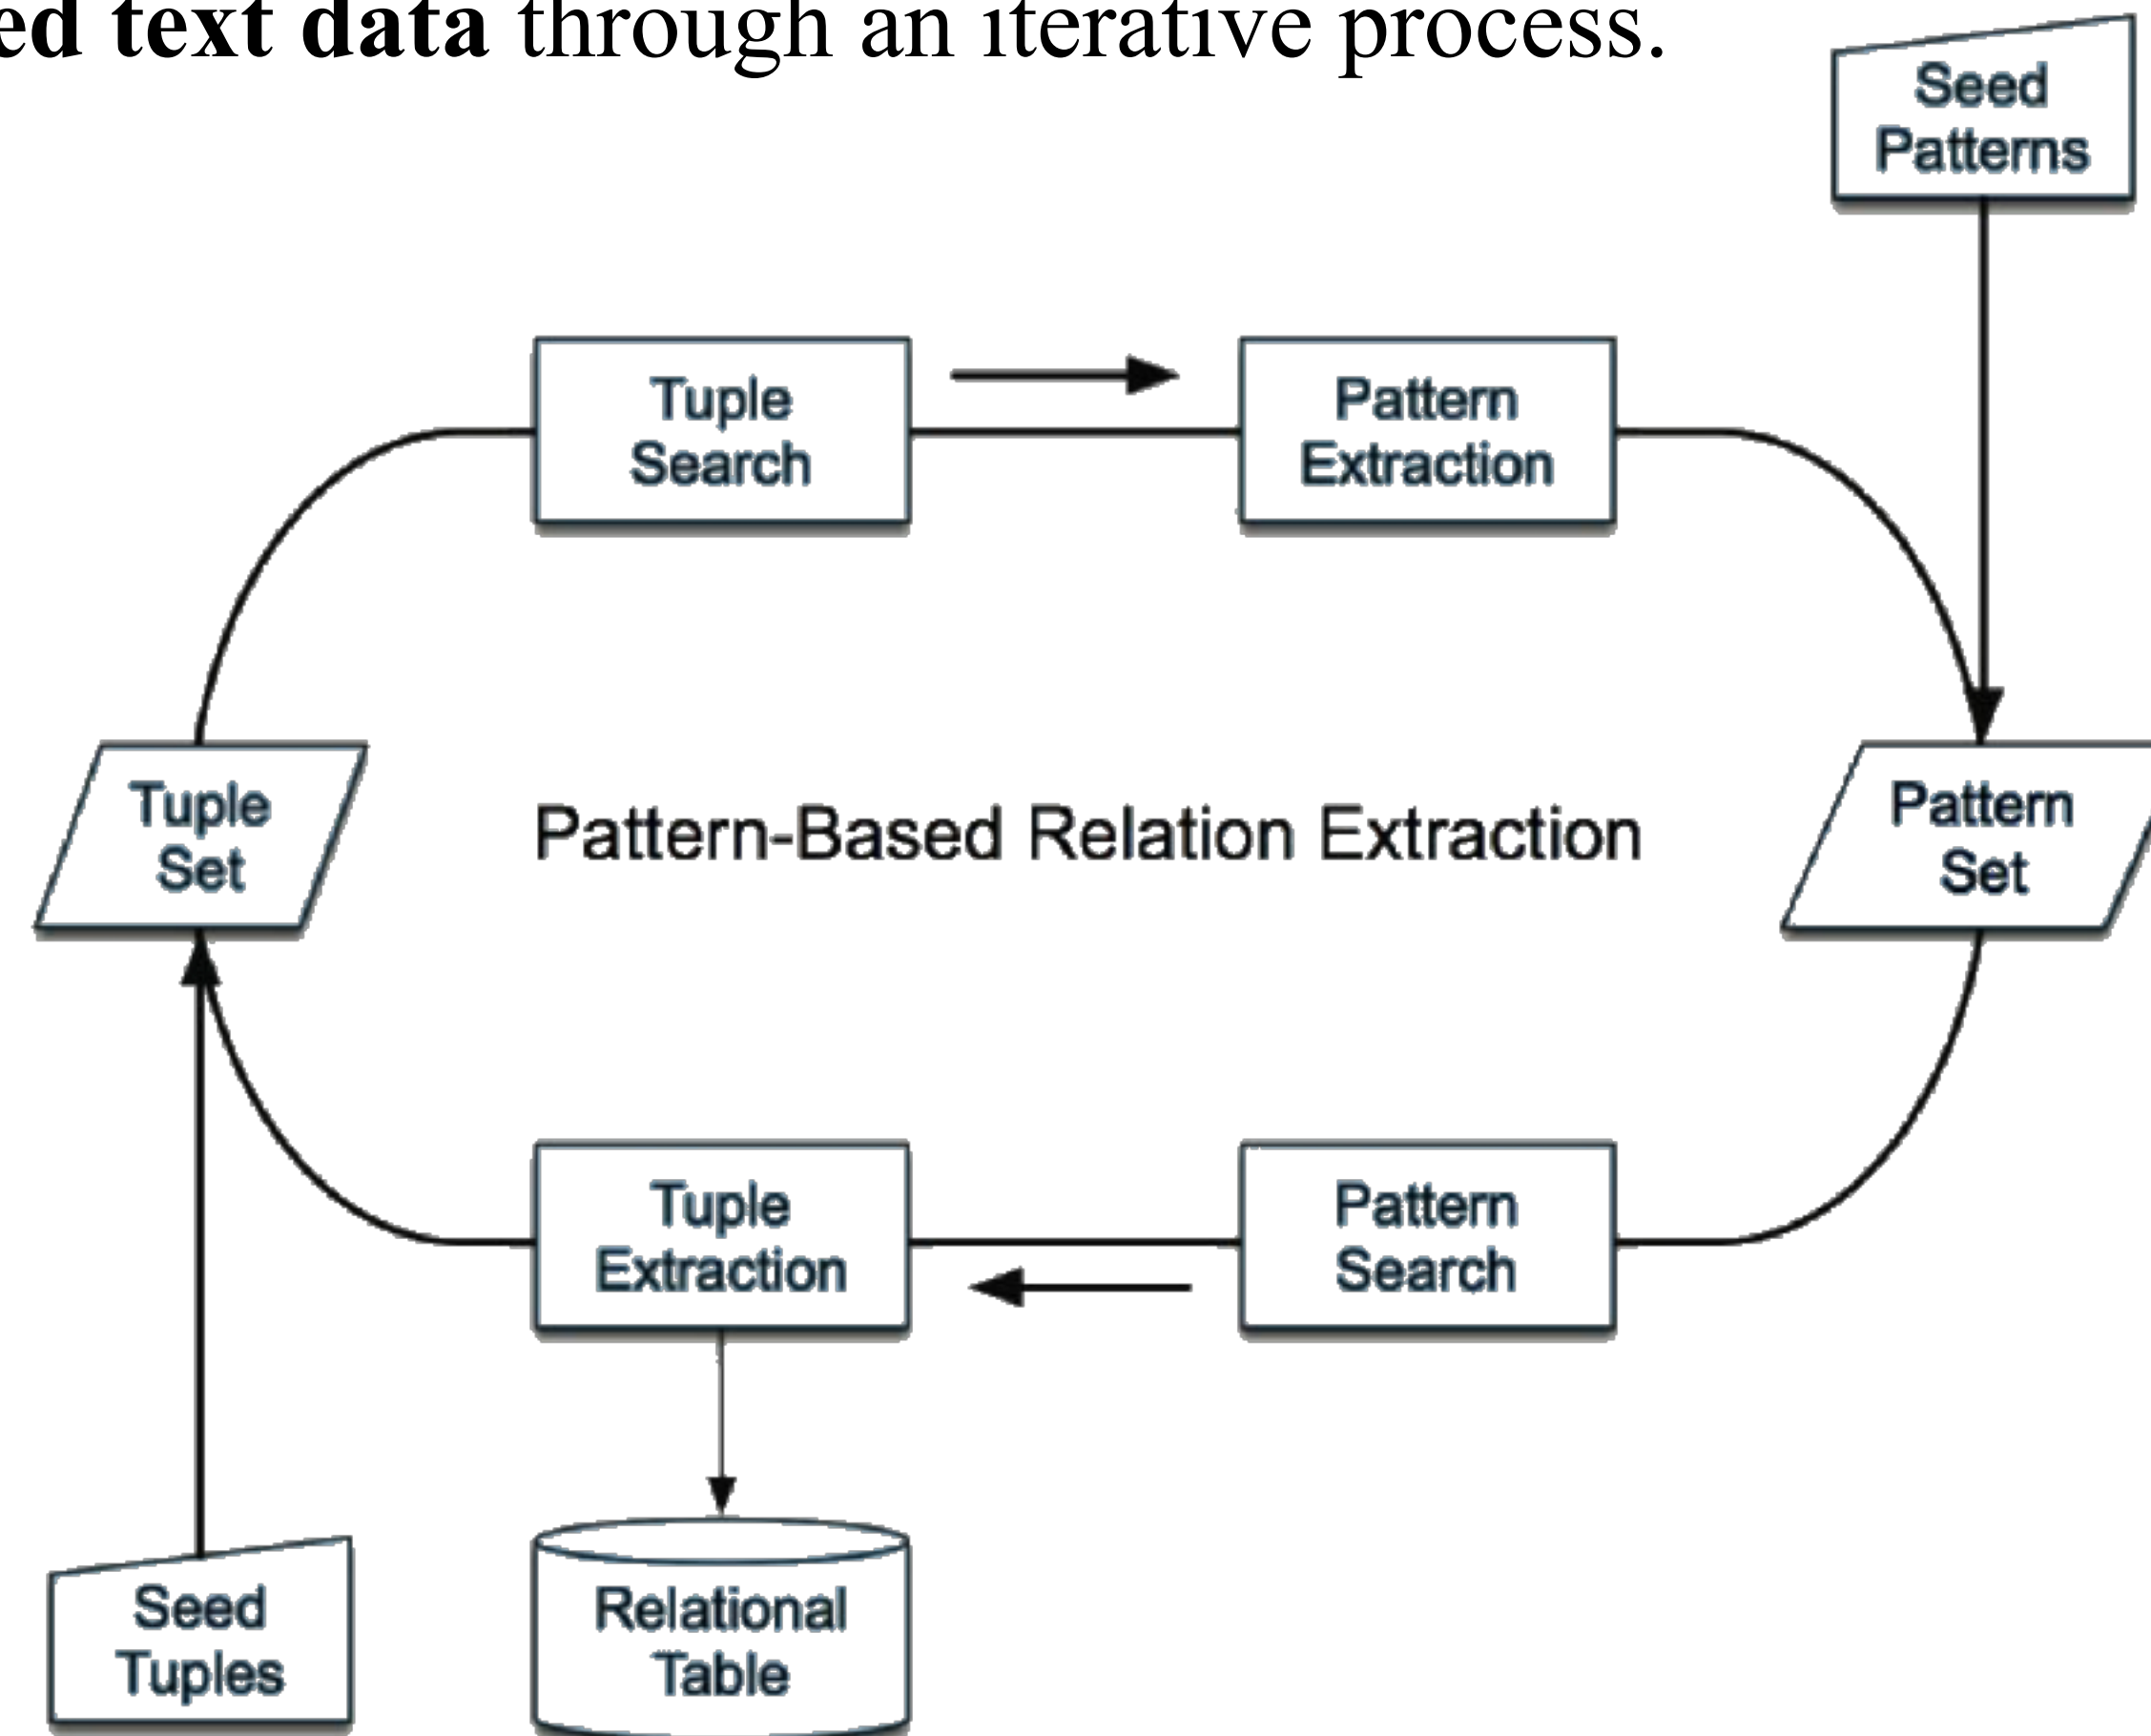 ed text data through an iterative process.
Seed
Patterns
Tuple
Search
Pattern
Extraction
Tuple
Set
Pattern-Based Relation Extraction
Pattern
Set
Tuple
Extraction
Pattern
Search
Seed
Tuples
Relational
Table